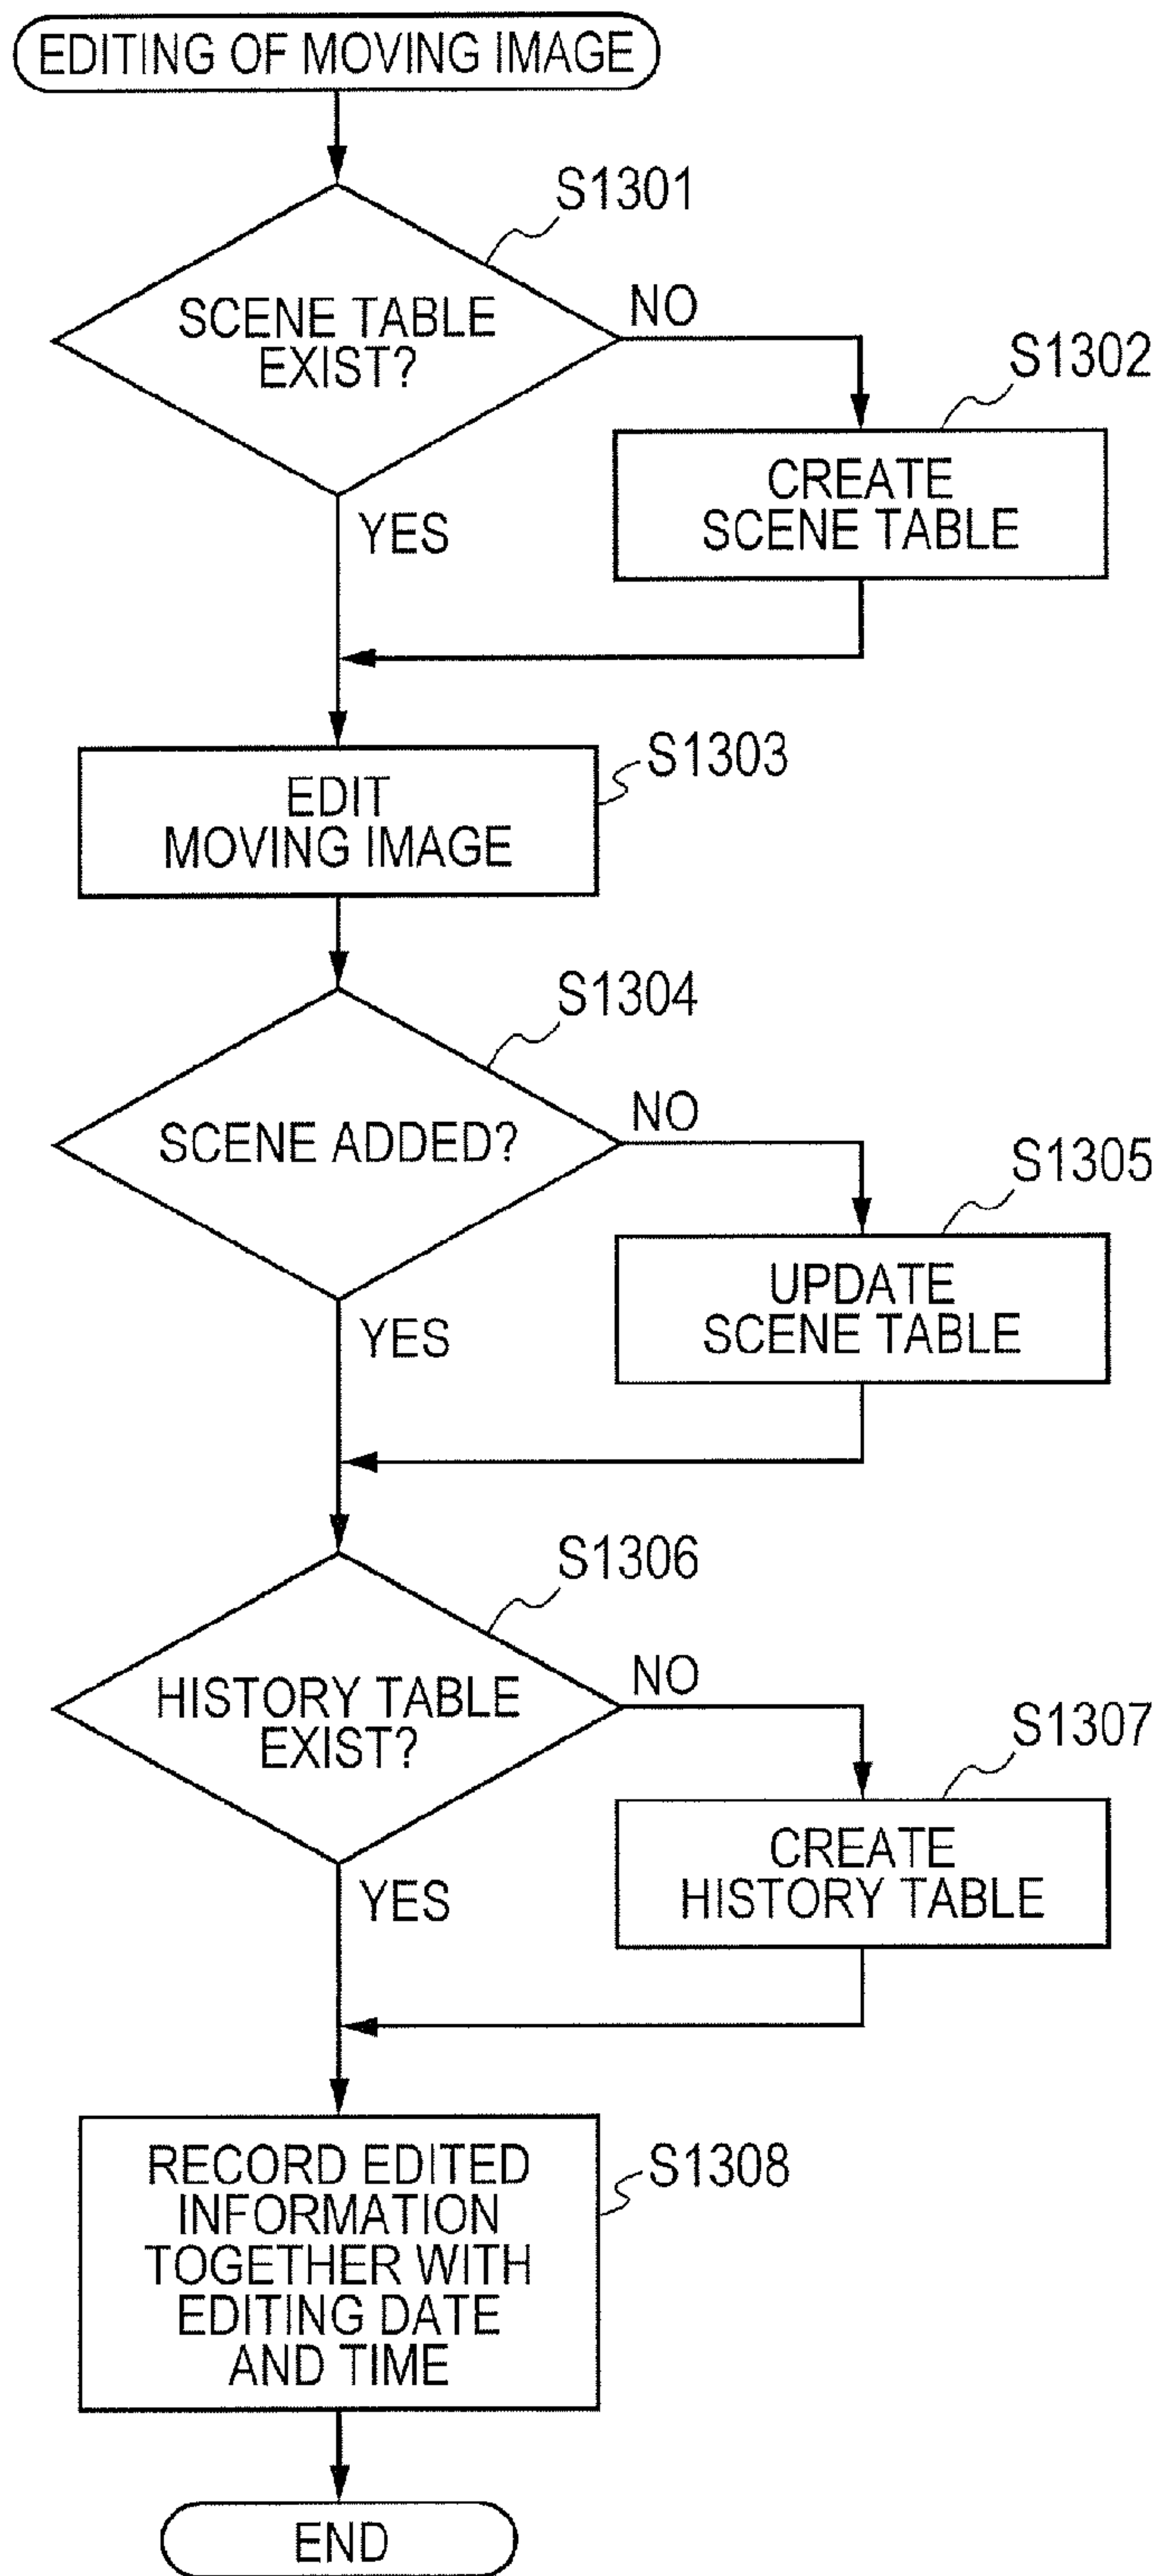 EDITING OF MOVING IMAGE
S1301
SCENE TABLE
EXIST?
NO
S1302
CREATE
SCENE TABLE
YES
S1303
EDIT
MOVING IMAGE
S1304
SCENE ADDED?
NO
S1305
UPDATE
SCENE TABLE
YES
S1306
HISTORY TABLE
EXIST?
NO
S1307
CREATE
HISTORY TABLE
YES
S1308
RECORD EDITED
INFORMATION
TOGETHER WITH
EDITING DATE
AND TIME
END